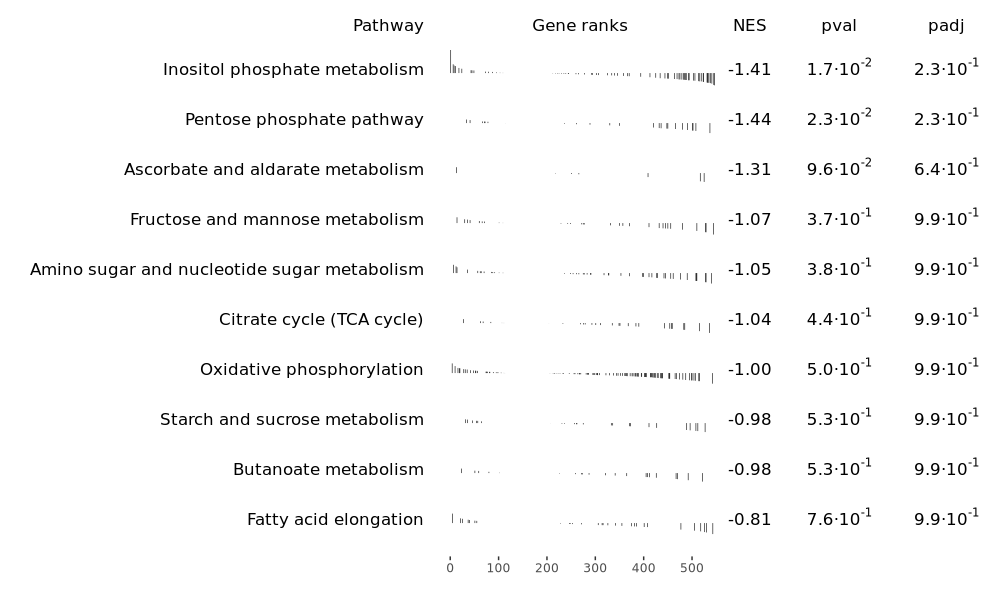 Pathway Gene ranks NES pval padj
Inositol phosphate metabolism -1.41 1.7·10⁻² 2.3·10⁻¹
Pentose phosphate pathway -1.44 2.3·10⁻² 2.3·10⁻¹
Ascorbate and aldarate metabolism -1.31 9.6·10⁻² 6.4·10⁻¹
Fructose and mannose metabolism -1.07 3.7·10⁻¹ 9.9·10⁻¹
Amino sugar and nucleotide sugar metabolism -1.05 3.8·10⁻¹ 9.9·10⁻¹
Citrate cycle (TCA cycle) -1.04 4.4·10⁻¹ 9.9·10⁻¹
Oxidative phosphorylation -1.00 5.0·10⁻¹ 9.9·10⁻¹
Starch and sucrose metabolism -0.98 5.3·10⁻¹ 9.9·10⁻¹
Butanoate metabolism -0.98 5.3·10⁻¹ 9.9·10⁻¹
Fatty acid elongation -0.81 7.6·10⁻¹ 9.9·10⁻¹
0 100 200 300 400 500